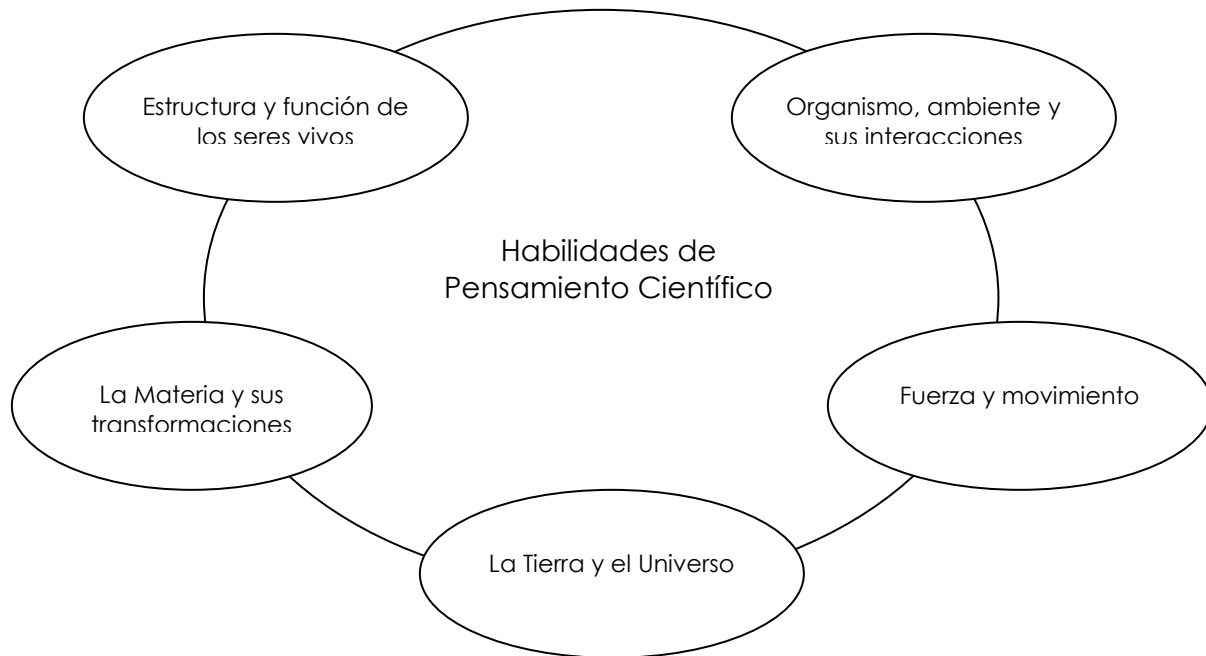 Estructura y función de
los seres vivos
Organismo, ambiente y
sus interacciones
Habilidades de
Pensamiento Científico
La Materia y sus
transformaciones
Fuerza y movimiento
La Tierra y el Universo